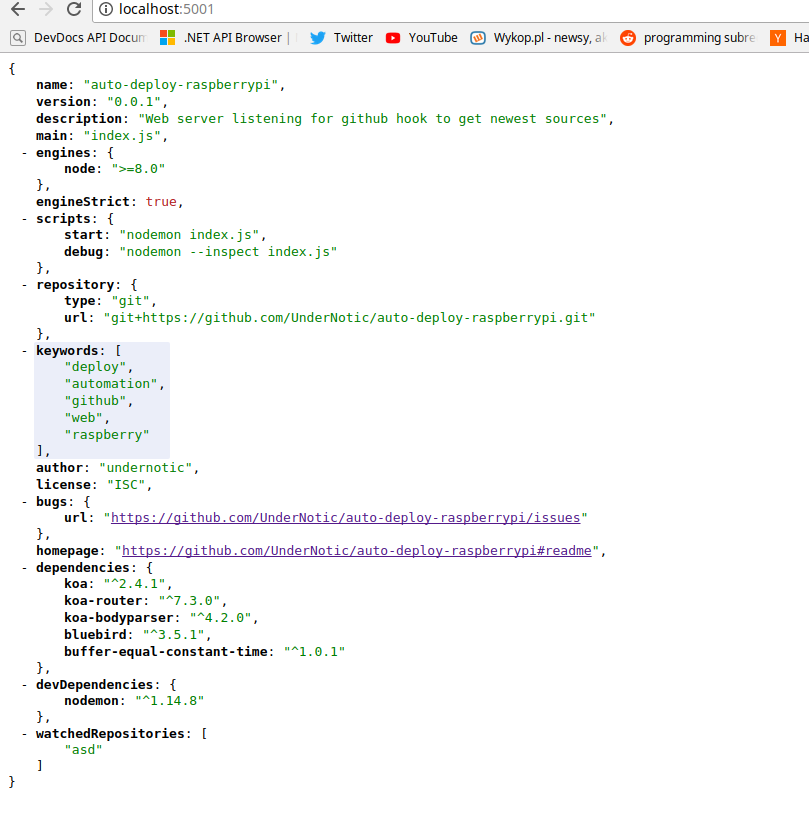 localhost:5001
DevDocs API Docum .NET API Browser | Twitter YouTube Wykop.pl - newsy, ak programming subre Y Ha
{
name: "auto-deploy-raspberrypi",
version: "0.0.1",
description: "Web server listening for github hook to get newest sources",
main: "index.js",
- engines: {
node: ">=8.0"
},
engineStrict: true,
- scripts: {
start: "nodemon index.js",
debug: "nodemon --inspect index.js"
},
- repository: {
type: "git",
url: "git+https://github.com/UnderNotic/auto-deploy-raspberrypi.git"
},
- keywords: [
"deploy",
"automation",
"github",
"web",
"raspberry"
],
author: "undernotic",
license: "ISC",
- bugs: {
url: "https://github.com/UnderNotic/auto-deploy-raspberrypi/issues"
},
homepage: "https://github.com/UnderNotic/auto-deploy-raspberrypi#readme",
- dependencies: {
koa: "^2.4.1",
koa-router: "^7.3.0",
koa-bodyparser: "^4.2.0",
bluebird: "^3.5.1",
buffer-equal-constant-time: "^1.0.1"
},
- devDependencies: {
nodemon: "^1.14.8"
},
- watchedRepositories: [
"asd"
]
}